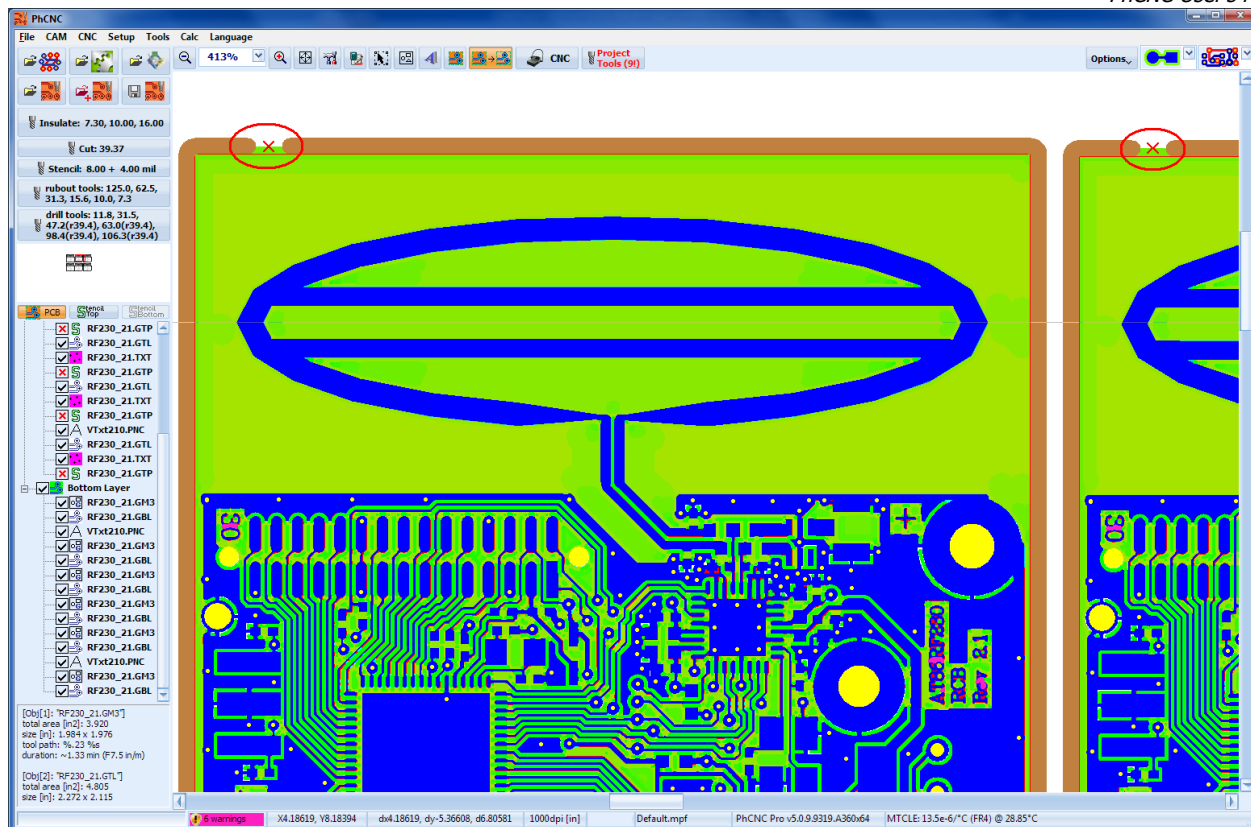 PhCNC
File CAM CNC Setup Tools Calc Language
413%
CNC
Project
Tools (9!)
Options
Insulate: 7.30, 10.00, 16.00
Cut: 39.37
Stencil: 8.00 + 4.00 mil
rubout tools: 125.0, 62.5,
31.3, 15.6, 10.0, 7.3
drill tools: 11.8, 31.5,
47.2(r39.4), 63.0(r39.4),
98.4(r39.4), 106.3(r39.4)
PCB
Stencil
Top
Stencil
Bottom
RF230_21.GTP
RF230_21.GTL
RF230_21.TXT
RF230_21.GTP
RF230_21.GTL
RF230_21.TXT
RF230_21.GTP
VTxt210.PNC
RF230_21.GTL
RF230_21.TXT
RF230_21.GTP
Bottom Layer
RF230_21.GM3
RF230_21.GBL
VTxt210.PNC
RF230_21.GM3
RF230_21.GBL
RF230_21.GM3
RF230_21.GBL
RF230_21.GM3
RF230_21.GBL
RF230_21.GM3
RF230_21.GBL
VTxt210.PNC
RF230_21.GM3
RF230_21.GBL
[Obj[1]: "RF230_21.GM3"]
total area [in2]: 3.920
size [in]: 1.984 x 1.976
tool path: %.23 %s
duration: ~1.33 min (F7.5 in/m)
[Obj[2]: "RF230_21.GTL"]
total area [in2]: 4.805
size [in]: 2.272 x 2.115
RCB
Rev 21
6 warnings
X4.18619, Y8.18394
dx4.18619, dy-5.36608, d6.80581
1000dpi [in]
Default.mpf
PhCNC Pro v5.0.9.9319.A360x64
MTCLE: 13.5e-6/°C (FR4) @ 28.85°C